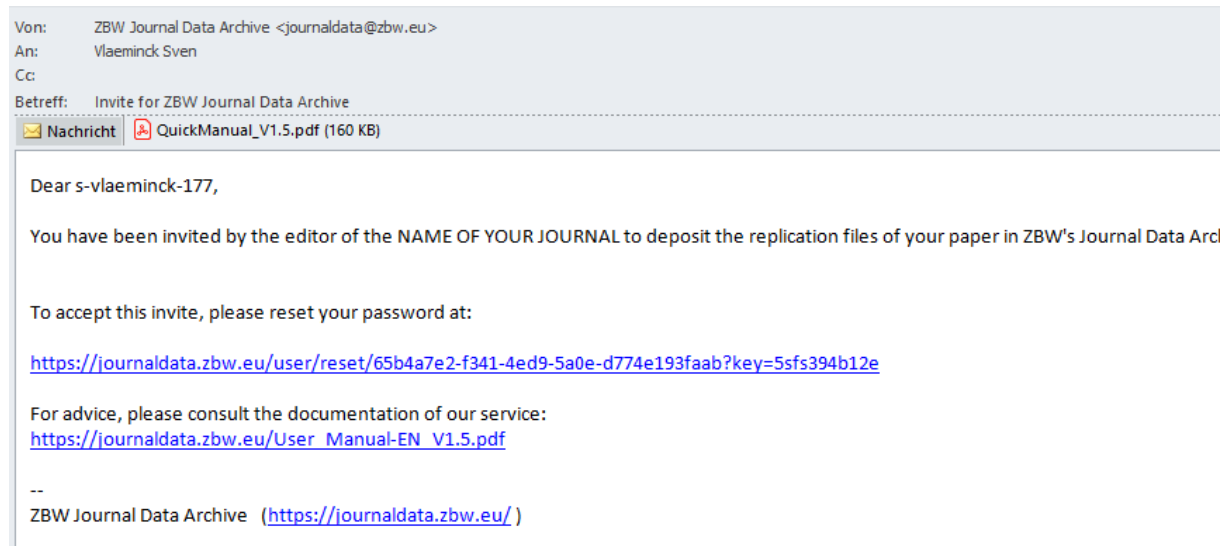 Von: ZBW Journal Data Archive <journaldata@zbw.eu>
An: Vlaeminck Sven
Cc:
Betreff: Invite for ZBW Journal Data Archive
Nachricht QuickManual_V1.5.pdf (160 KB)
Dear s-vlaeminck-177,
You have been invited by the editor of the NAME OF YOUR JOURNAL to deposit the replication files of your paper in ZBW's Journal Data
To accept this invite, please reset your password at:
https://journaldata.zbw.eu/user/reset/65b4a7e2-f341-4ed9-5a0e-d774e193faab?key=5sfs394b12e
For advice, please consult the documentation of our service:
https://journaldata.zbw.eu/User_Manual-EN_V1.5.pdf
--
ZBW Journal Data Archive (https://journaldata.zbw.eu/ )